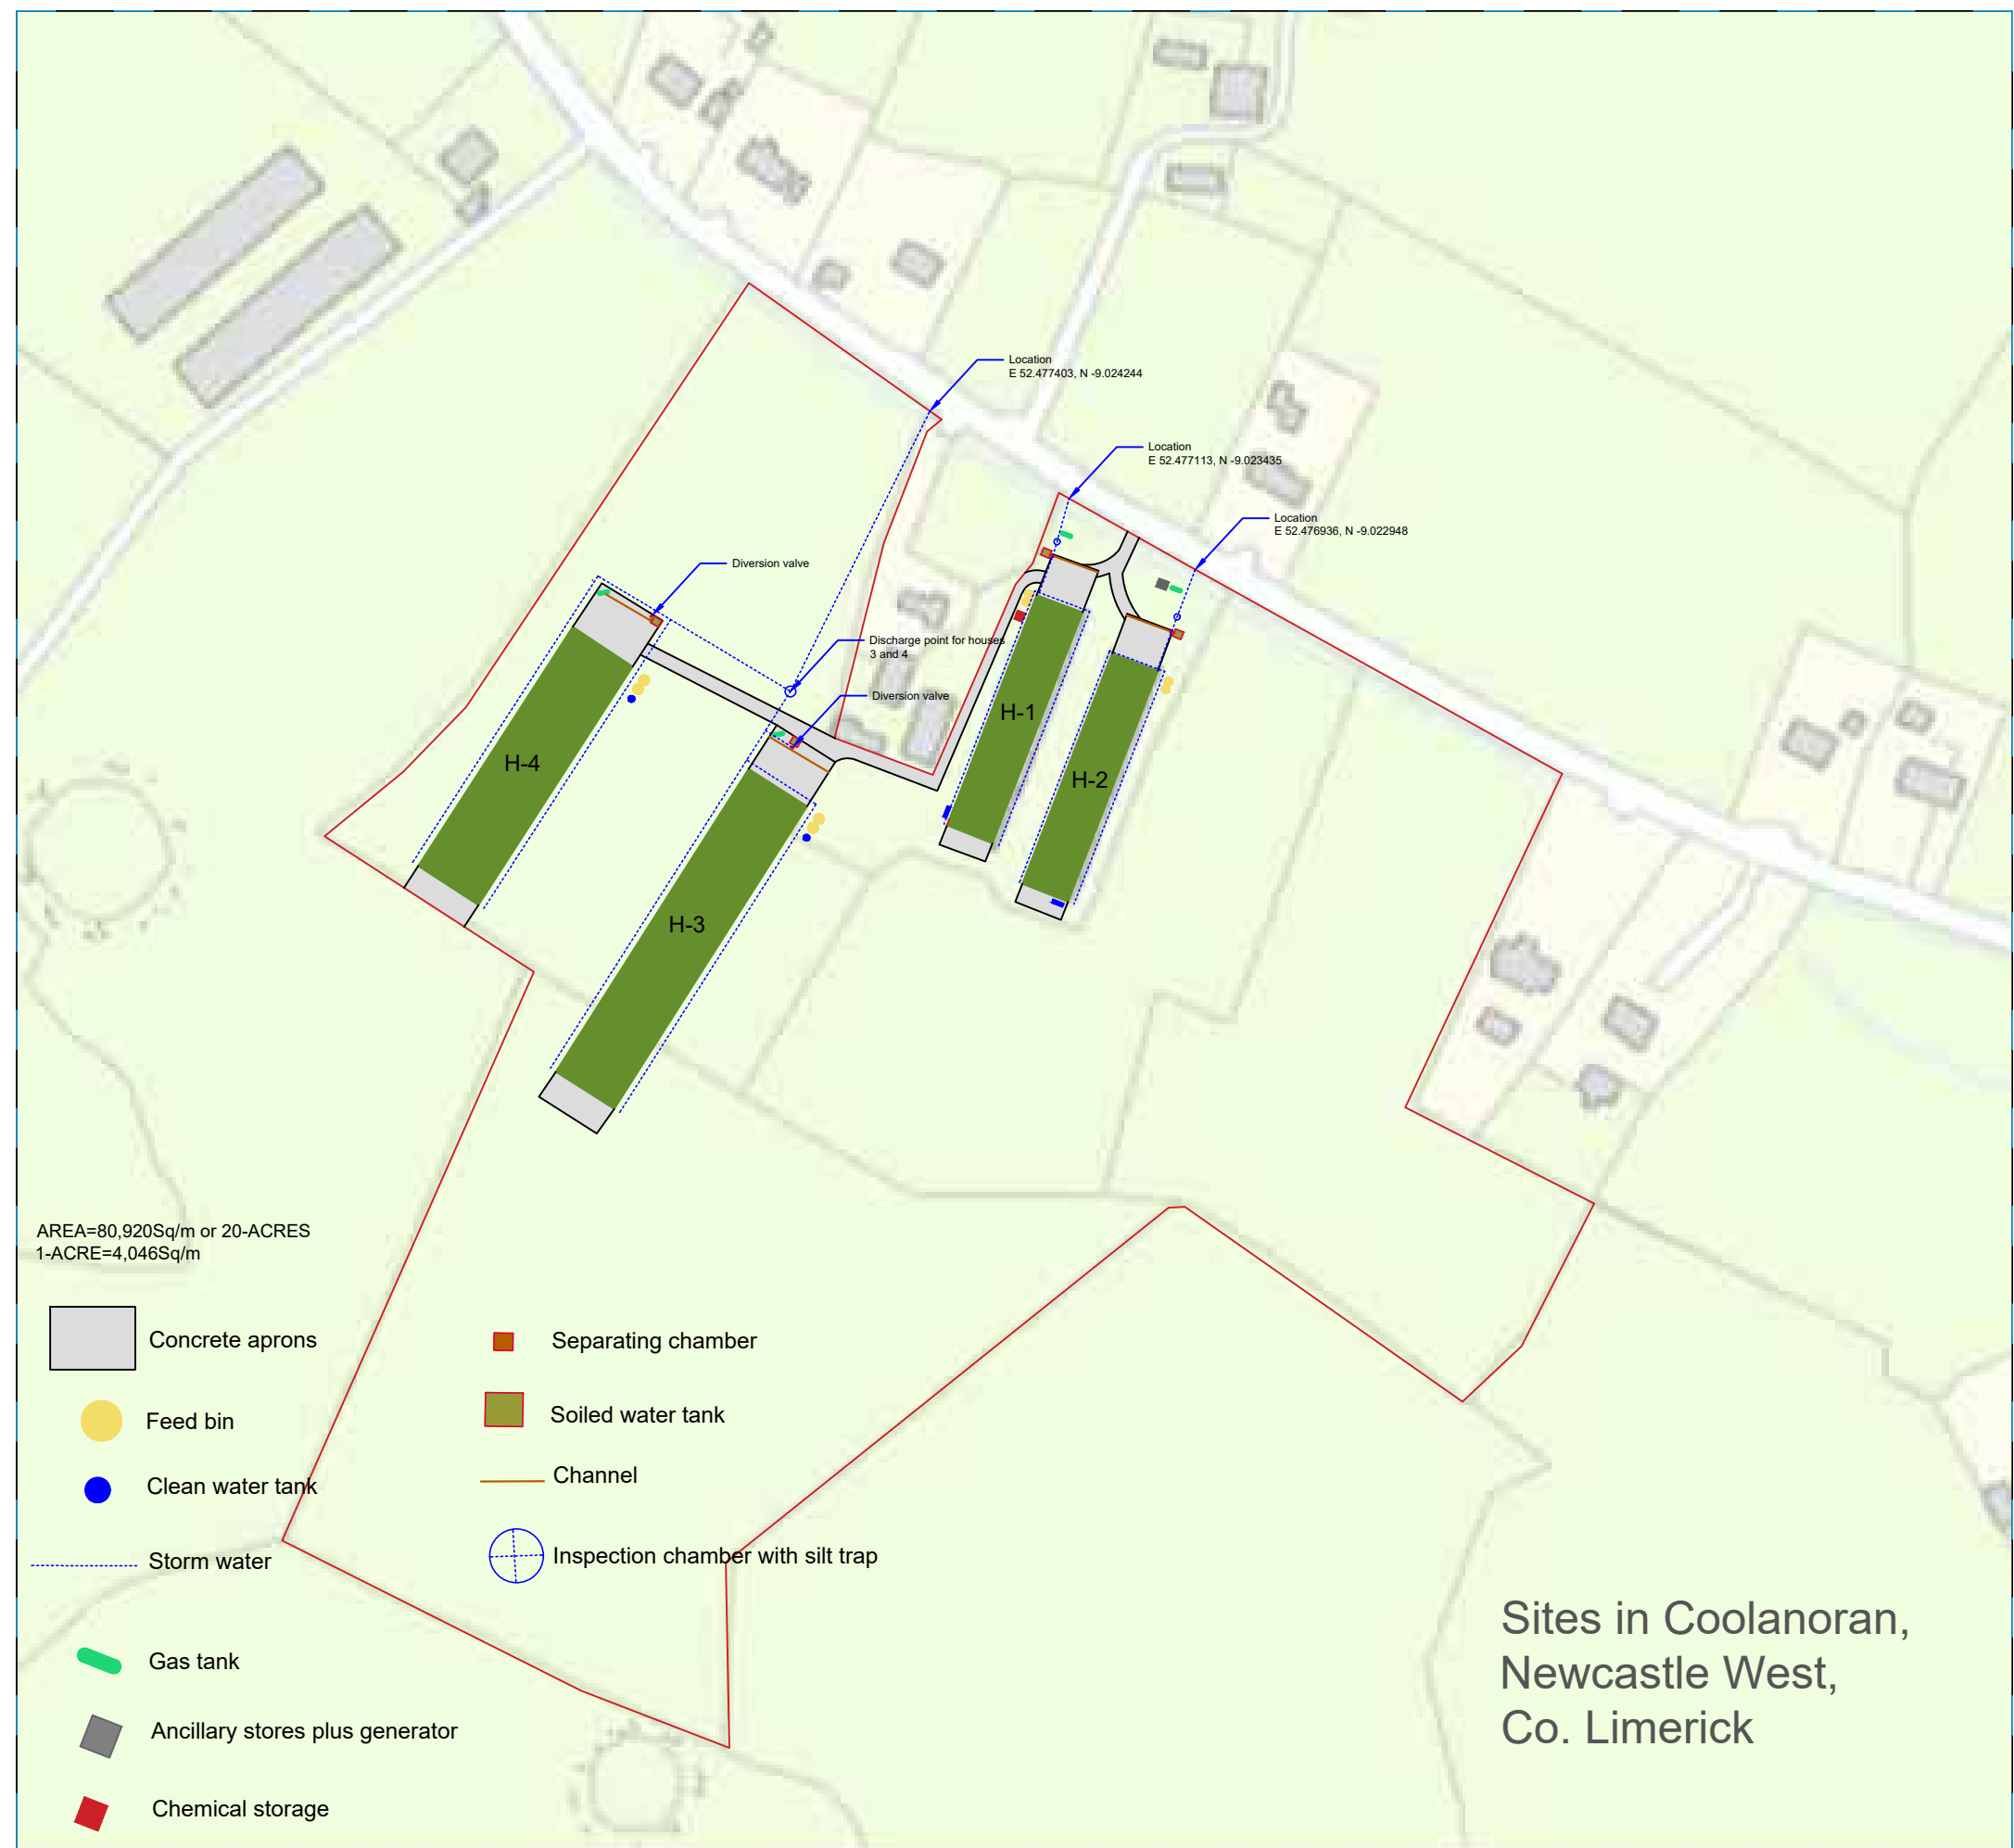 Location
E 52.477403, N -9.024244
Location
E 52.477113, N -9.023435
Location
E 52.476936, N -9.022948
Diversion valve
Discharge point for houses
3 and 4
Diversion valve
H-1
H-4
H-2
H-3
AREA=80,920Sq/m or 20-ACRES
1-ACRE=4,046Sq/m
Concrete aprons
Feed bin
Clean water tank
Storm water
Gas tank
Ancillary stores plus generator
Chemical storage
Separating chamber
Soiled water tank
Channel
Inspection chamber with silt trap
Sites in Coolanoran,
Newcastle West,
Co. Limerick